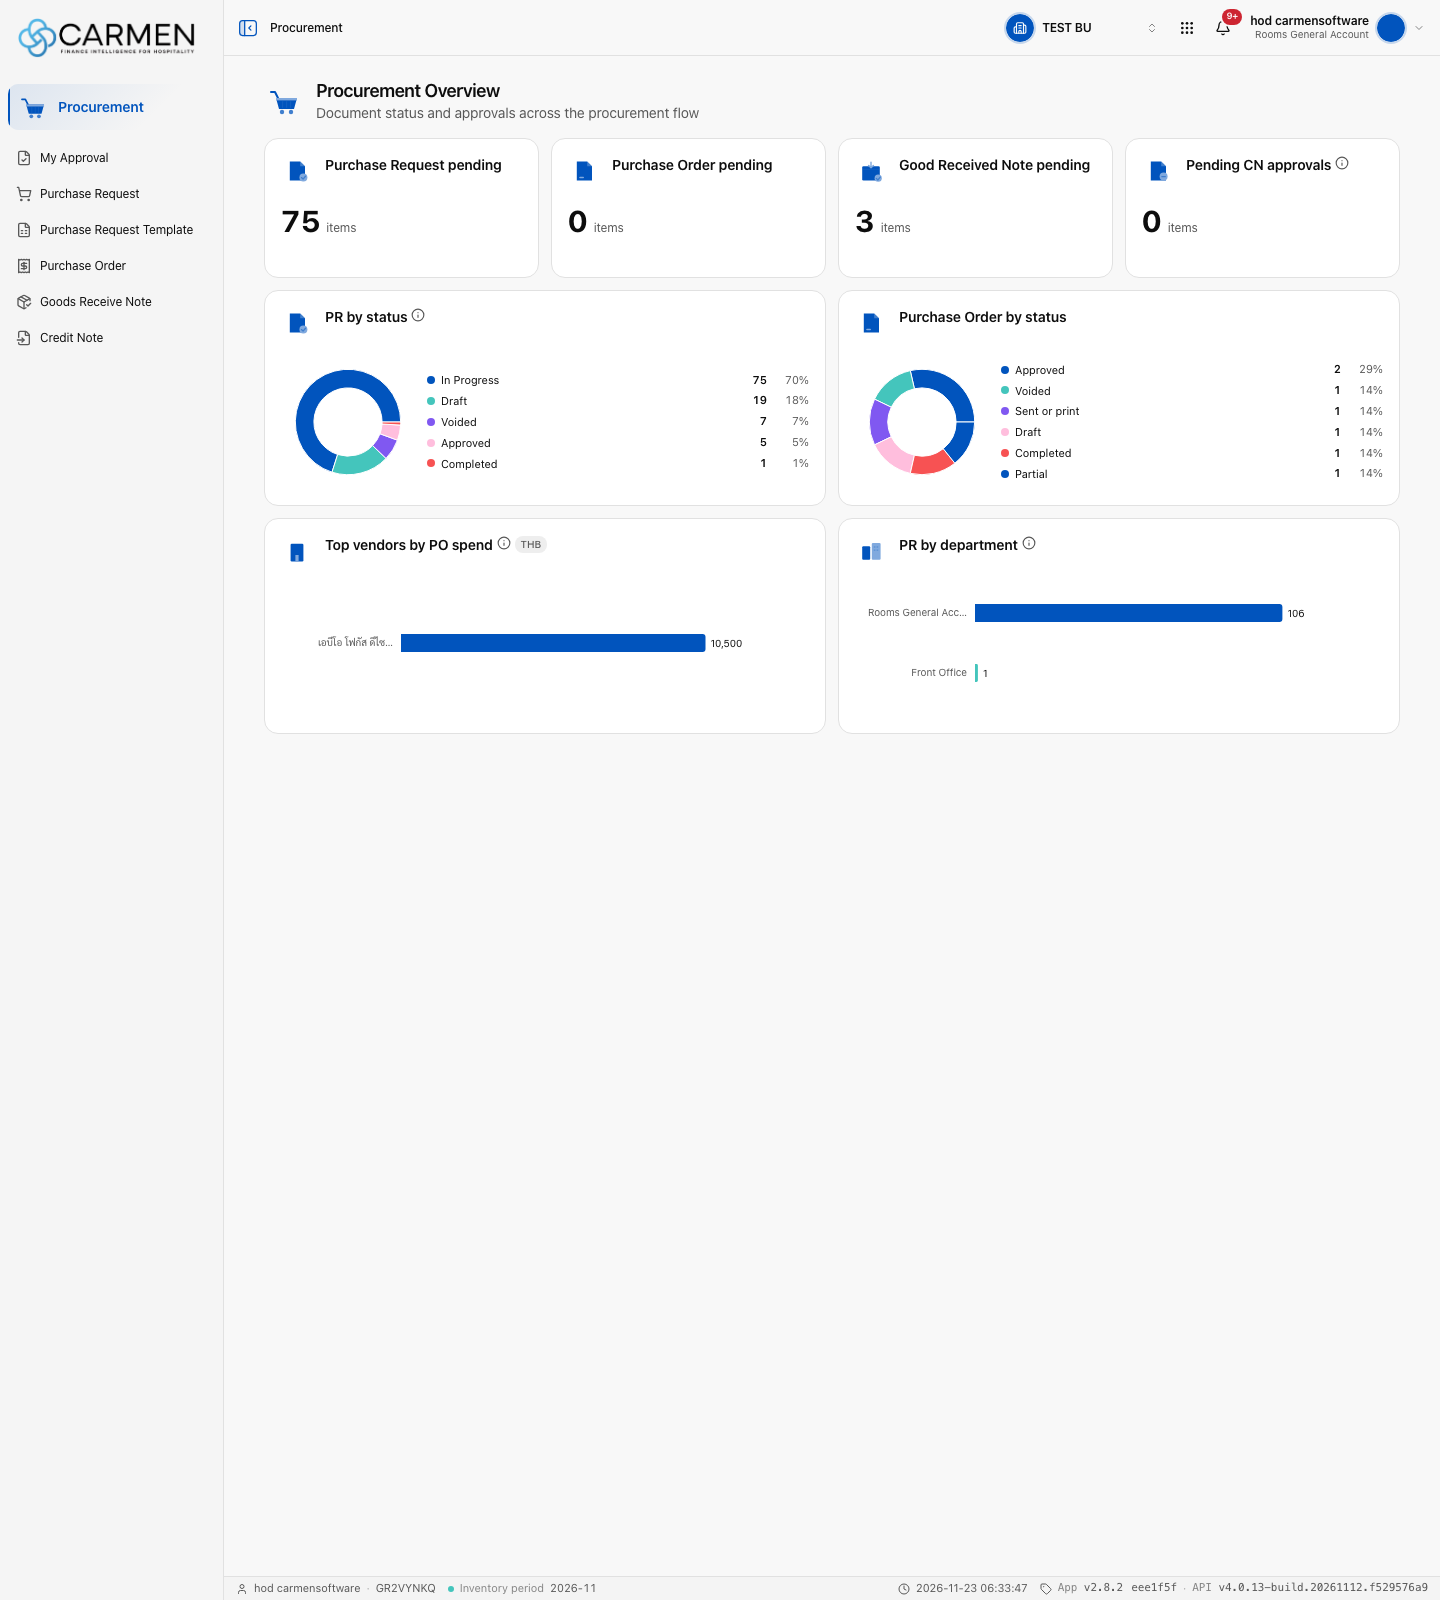 CARMEN
FINANCE INTELLIGENCE FOR HOSPITALITY
Procurement
My Approval
Purchase Request
Purchase Request Template
Purchase Order
Goods Receive Note
Credit Note
Procurement
TEST BU
9+
hod carmensoftware
Rooms General Account
Procurement Overview
Document status and approvals across the procurement flow
Purchase Request pending
75 items
Purchase Order pending
0 items
Good Received Note pending
3 items
Pending CN approvals
0 items
PR by status
In Progress 75 70%
Draft 19 18%
Voided 7 7%
Approved 5 5%
Completed 1 1%
Purchase Order by status
Approved 2 29%
Voided 1 14%
Sent or print 1 14%
Draft 1 14%
Completed 1 14%
Partial 1 14%
Top vendors by PO spend THB
เอบีโอ โฟกัส ดีไซ... 10,500
PR by department
Rooms General Acc... 106
Front Office 1
hod carmensoftware · GR2VYNKQ Inventory period 2026-11
2026-11-23 06:33:47 App v2.8.2 eee1f5f · API v4.0.13-build.20261112.f529576a9